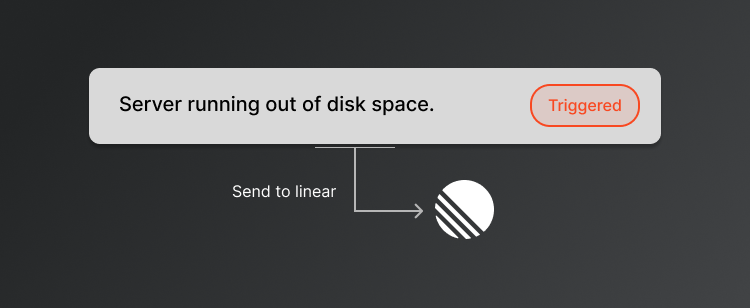 Server running out of disk space.
Triggered
Send to linear